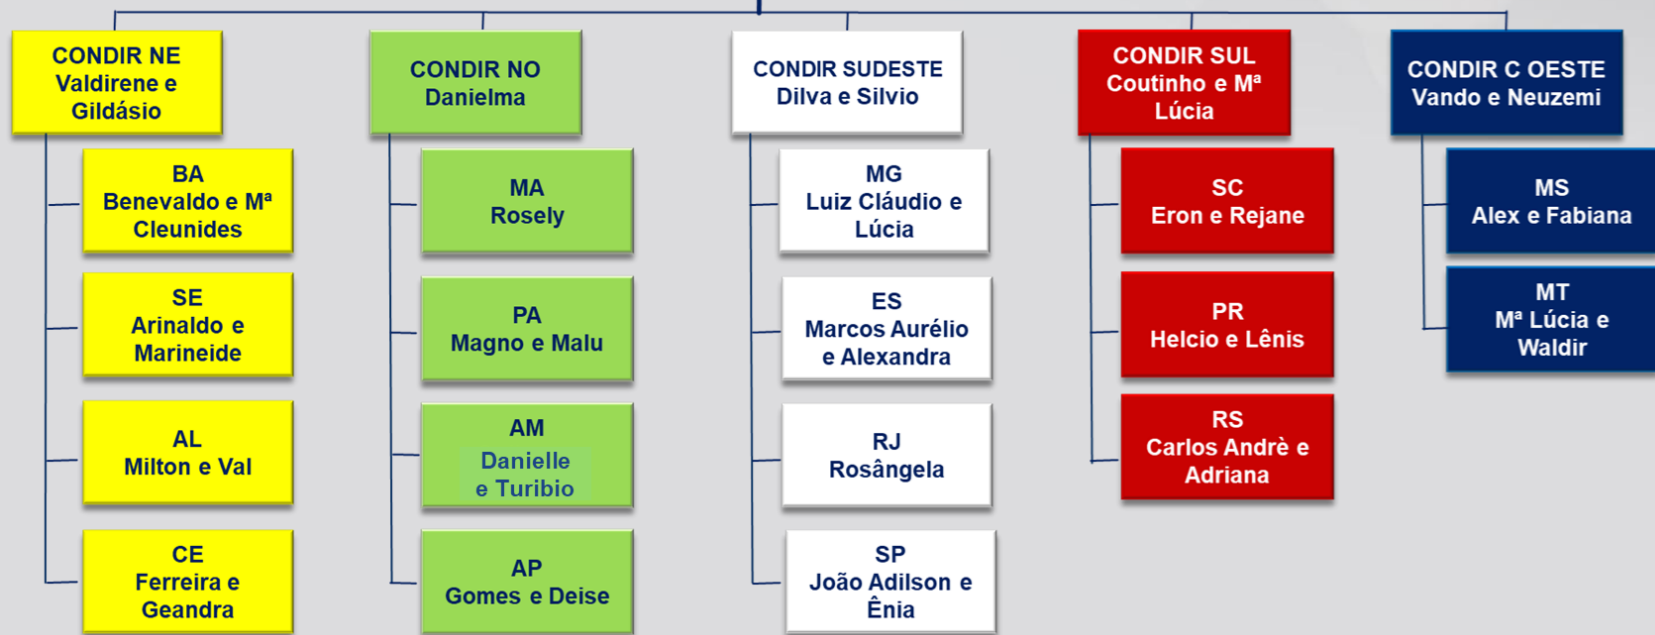 CONDIR NE
Valdirene e
Gildásio
BA
Benevaldo e Mª
Cleunides
SE
Arinaldo e
Marineide
AL
Milton e Val
CE
Ferreira e
Geandra
CONDIR NO
Danielma
MA
Rosely
PA
Magno e Malu
AM
Danielle
e Turibio
AP
Gomes e Deise
CONDIR SUDESTE
Dilva e Silvio
MG
Luiz Cláudio e
Lúcia
ES
Marcos Aurélio
e Alexandra
RJ
Rosângela
SP
João Adilson e
Ênia
CONDIR SUL
Coutinho e Mª
Lúcia
SC
Eron e Rejane
PR
Helcio e Lênis
RS
Carlos Andrè e
Adriana
CONDIR C OESTE
Vando e Neuzemi
MS
Alex e Fabiana
MT
Mª Lúcia e
Waldir